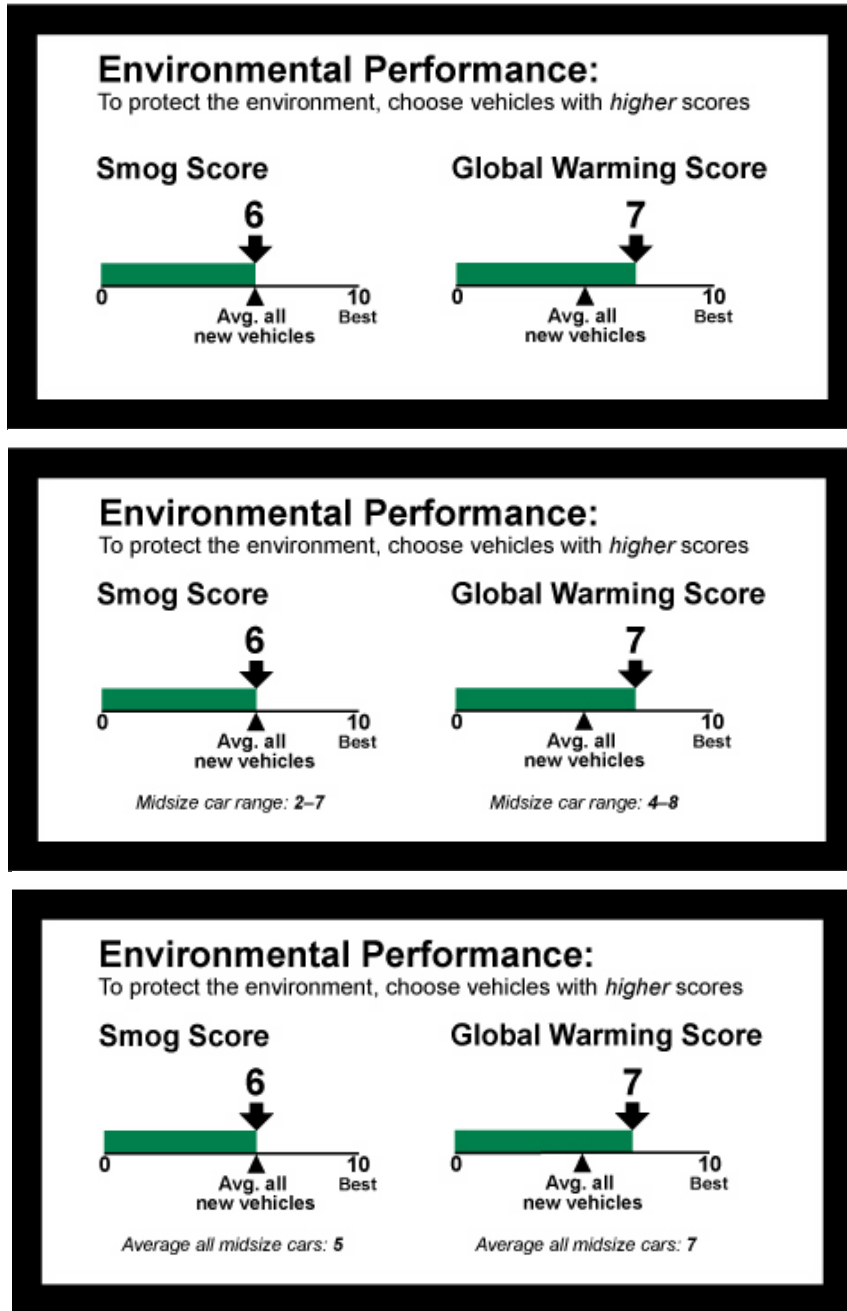 Environmental Performance:
To protect the environment, choose vehicles with higher scores
Smog Score
Global Warming Score
6
7
0
10
0
10
Avg. all
new vehicles
Best
Avg. all
new vehicles
Best
Environmental Performance:
To protect the environment, choose vehicles with higher scores
Smog Score
Global Warming Score
6
7
0
10
0
10
Avg. all
new vehicles
Best
Avg. all
new vehicles
Best
Midsize car range: 2–7
Midsize car range: 4–8
Environmental Performance:
To protect the environment, choose vehicles with higher scores
Smog Score
Global Warming Score
6
7
0
10
0
10
Avg. all
new vehicles
Best
Avg. all
new vehicles
Best
Average all midsize cars: 5
Average all midsize cars: 7